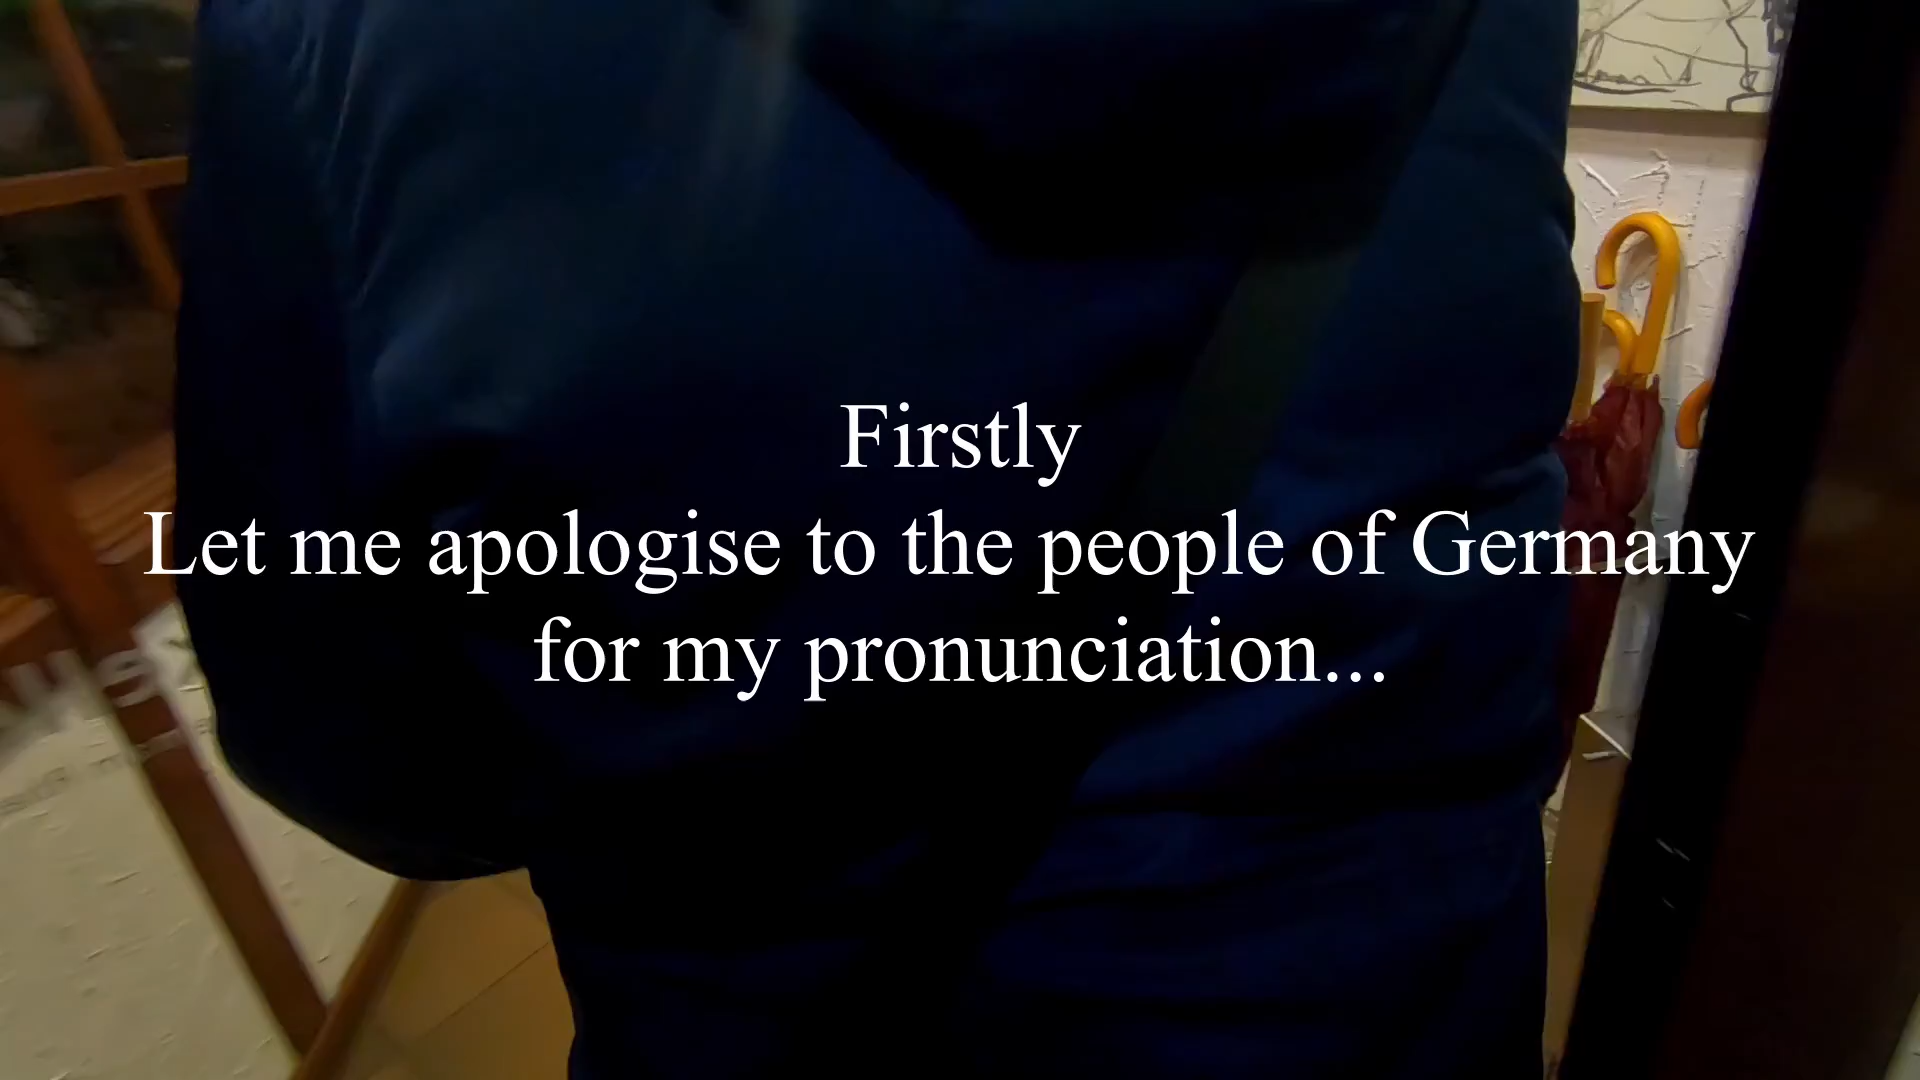 Firstly
Let me apologise to the people of Germany
for my pronunciation...